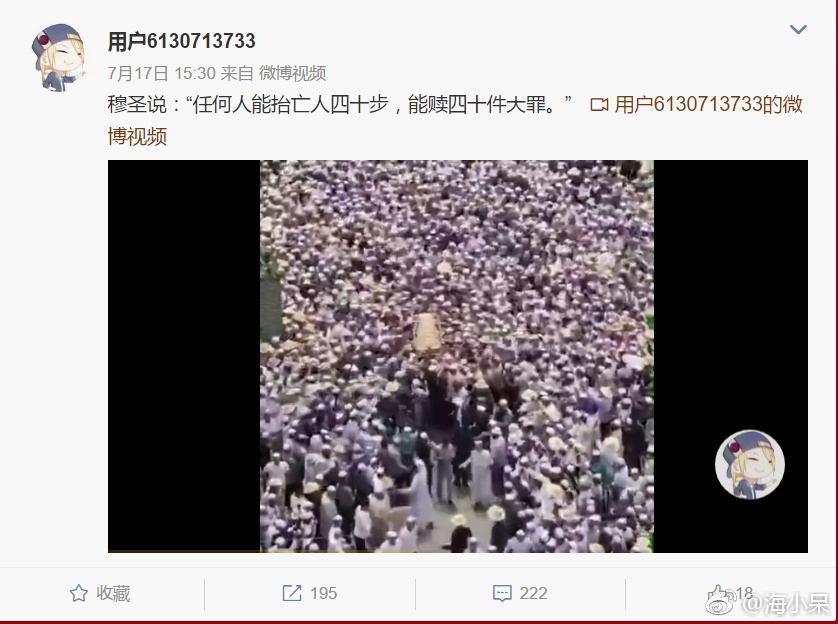 用户6130713733
7月17日 15:30 来自 微博视频
穆圣说：“任何人能抬亡人四十步，能赎四十件大罪。” 用户6130713733的微
博视频
收藏
195
222
18
@海小呆